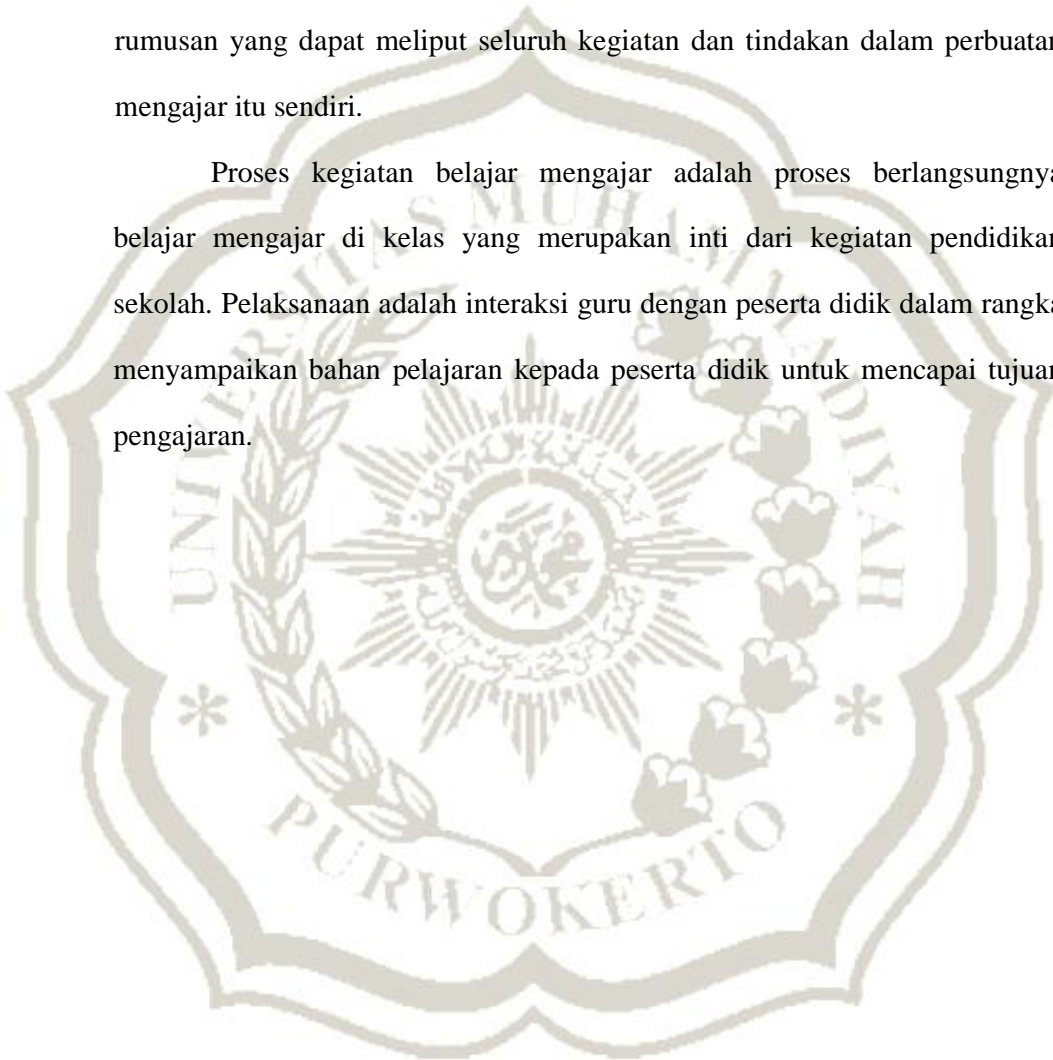 rumusan yang dapat meliput seluruh kegiatan dan tindakan dalam perbuatan
mengajar itu sendiri.
Proses kegiatan belajar mengajar adalah proses berlangsungnya
belajar mengajar di kelas yang merupakan inti dari kegiatan pendidikan
sekolah. Pelaksanaan adalah interaksi guru dengan peserta didik dalam rangka
menyampaikan bahan pelajaran kepada peserta didik untuk mencapai tujuan
pengajaran.
UNIVERSITAS MUHAMMADIYAH
PURWOKERTO